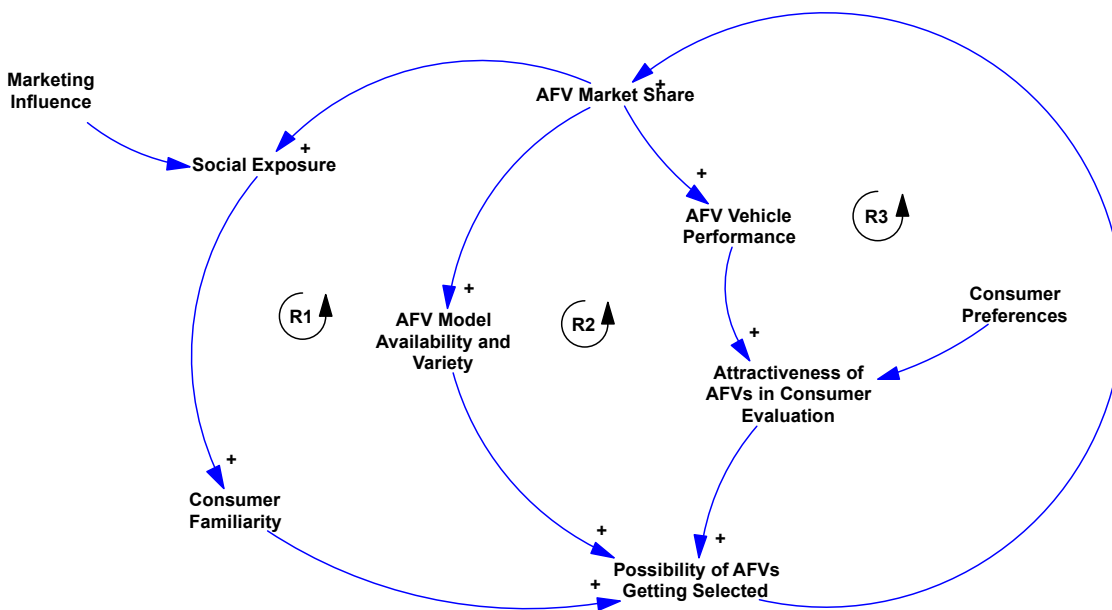 Marketing
Influence
+
AFV Market Share
+
Social Exposure
+
AFV Vehicle
Performance
R3
+
AFV Model
Availability and
Variety
R1
R2
Consumer
Preferences
+
Attractiveness of
AFVs in Consumer
Evaluation
+
Consumer
Familiarity
+
+
+
Possibility of AFVs
Getting Selected